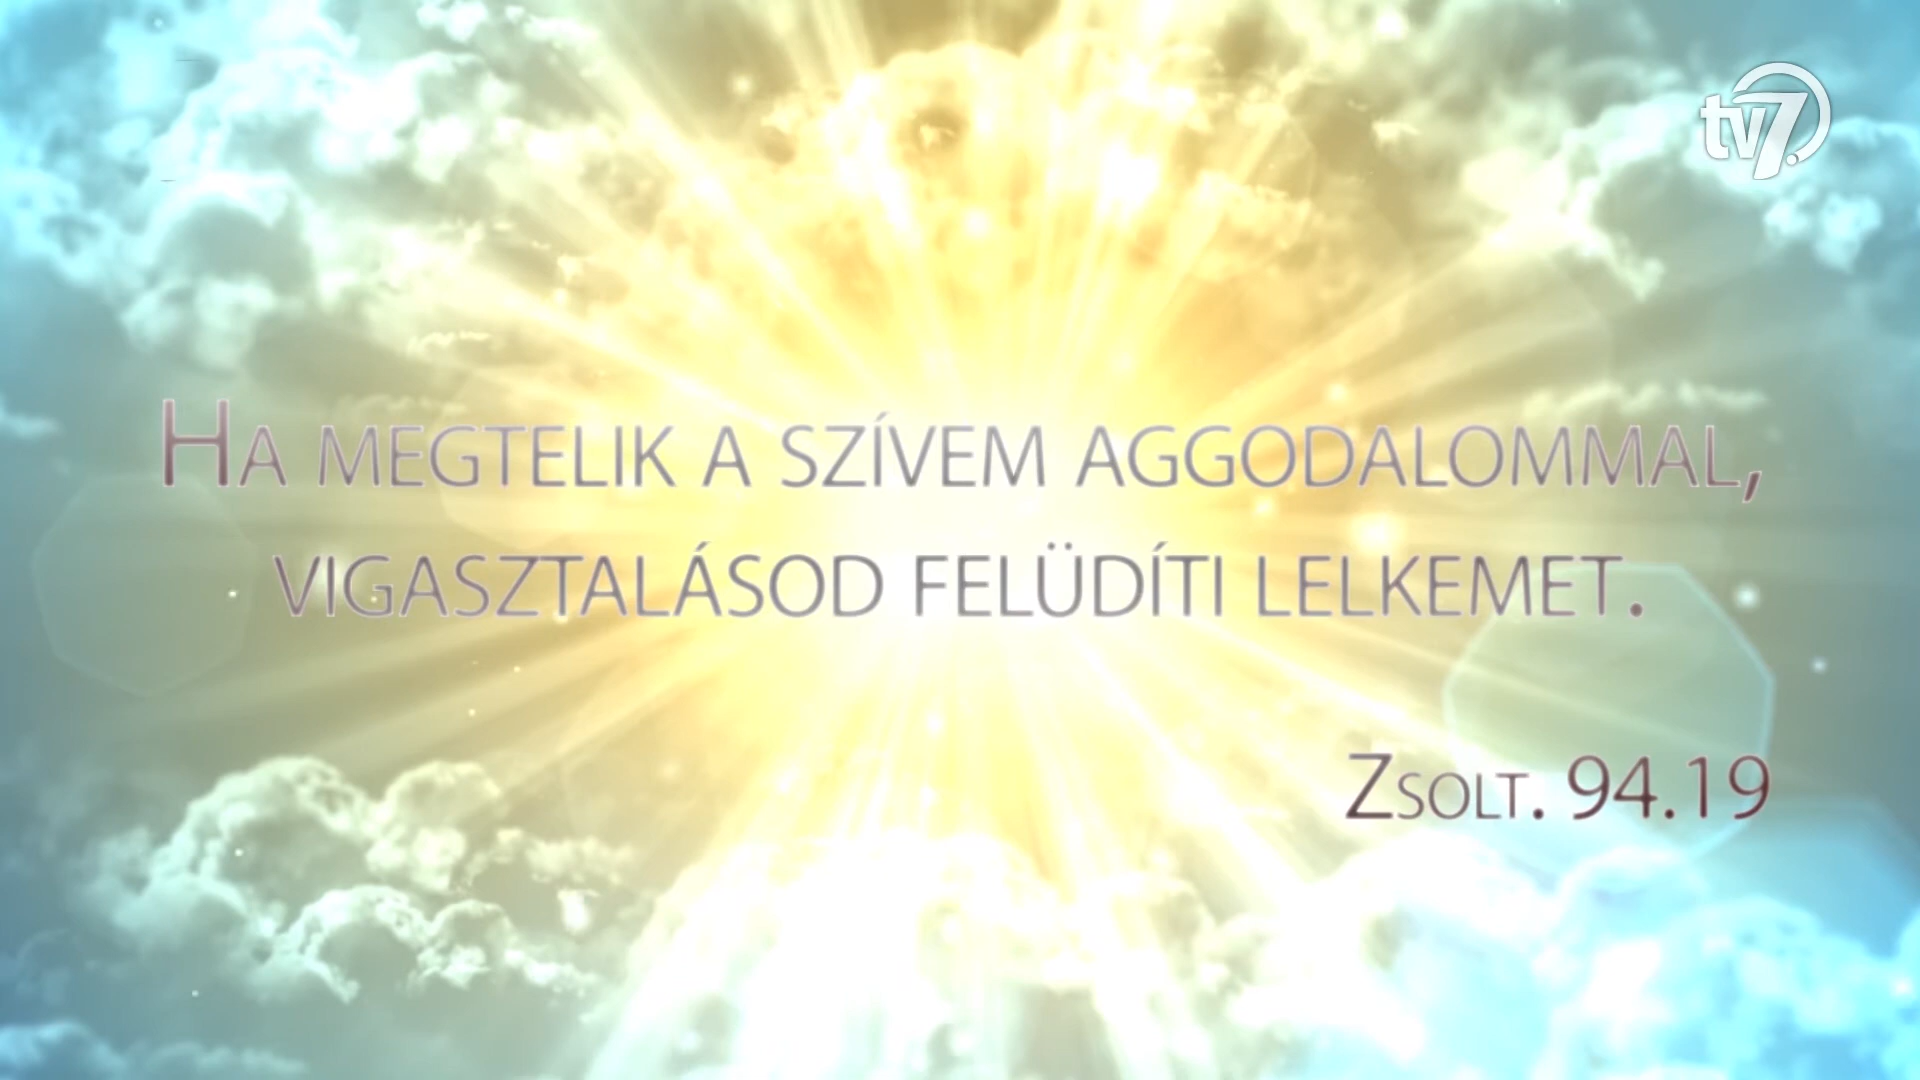 tv7.
Ha megtelik a szívem aggodalommal,
vigasztalásod felüdíti lelkemet.
Zsolt. 94.19